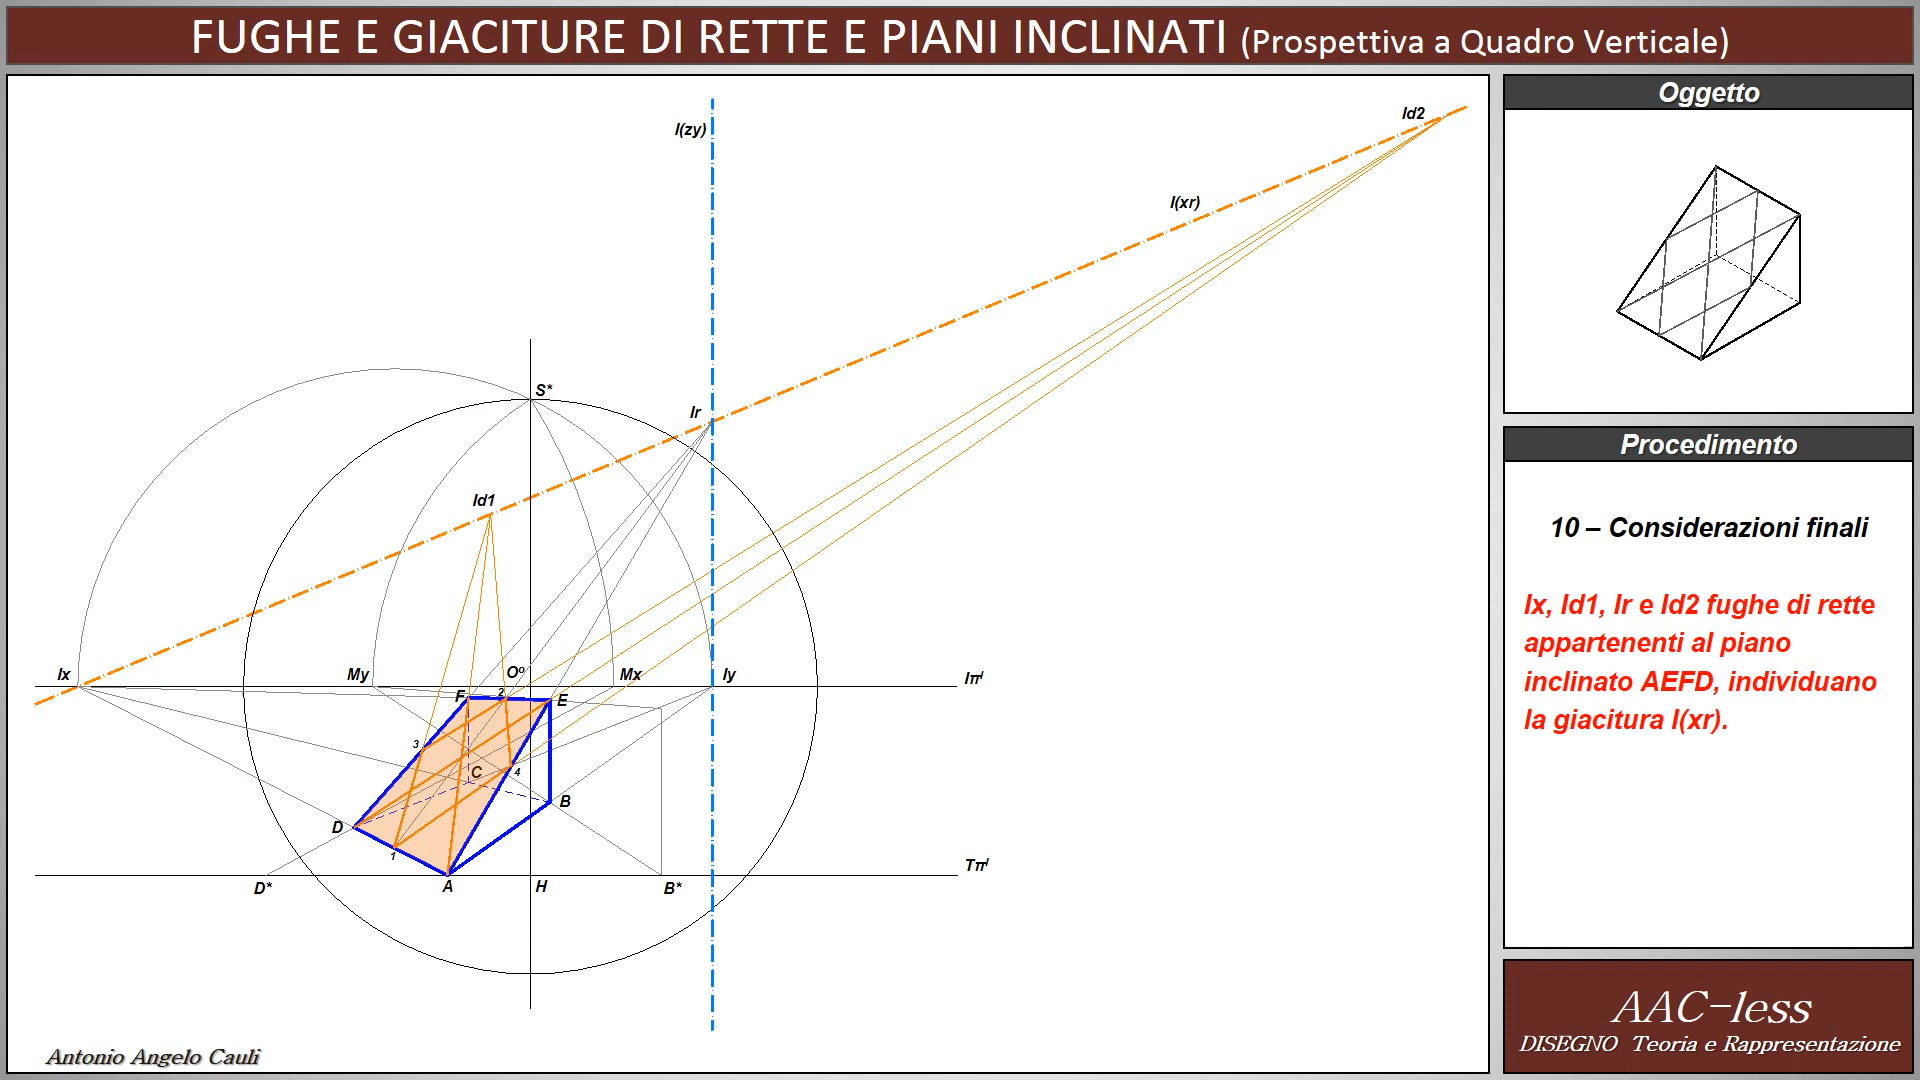 FUGHE E GIACITURE DI RETTE E PIANI INCLINATI (Prospettiva a Quadro Verticale)
I(zy)
Id2
I(xr)
S*
Ir
Id1
Ix
My
O°
Mx
Iy
Iπ'
F
2
E
3
C
4
B
D
1
Tπ'
D*
A
H
B*
Antonio Angelo Cauli
Oggetto
Procedimento
10 – Considerazioni finali
Ix, Id1, Ir e Id2 fughe di rette
appartenenti al piano
inclinato AEFD, individuano
la giacitura I(xr).
AAC-less
DISEGNO Teoria e Rappresentazione